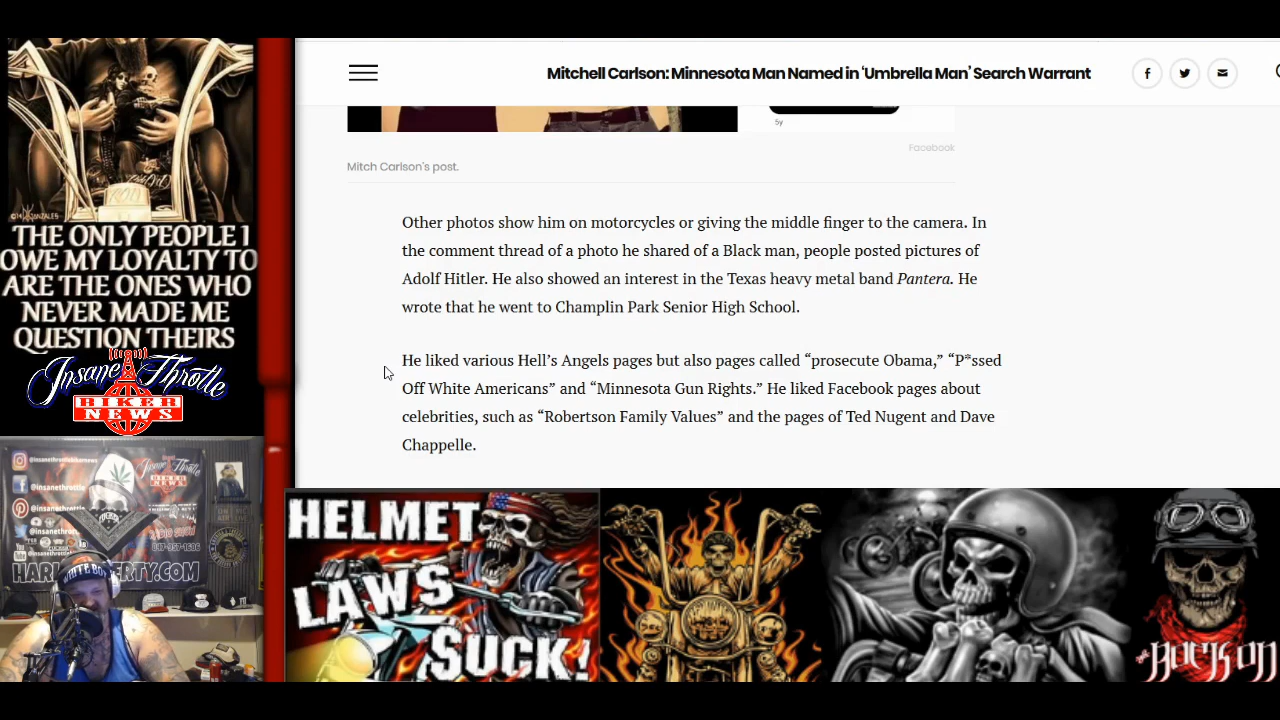 Mitchell Carlson: Minnesota Man Named in ‘Umbrella Man’ Search Warrant
5y
Facebook
Mitch Carlson's post.
Other photos show him on motorcycles or giving the middle finger to the camera. In
the comment thread of a photo he shared of a Black man, people posted pictures of
Adolf Hitler. He also showed an interest in the Texas heavy metal band Pantera. He
wrote that he went to Champlin Park Senior High School.
He liked various Hell’s Angels pages but also pages called “prosecute Obama,” “P*ssed
Off White Americans” and “Minnesota Gun Rights.” He liked Facebook pages about
celebrities, such as “Robertson Family Values” and the pages of Ted Nugent and Dave
Chappelle.
THE ONLY PEOPLE I
OWE MY LOYALTY TO
ARE THE ONES WHO
NEVER MADE ME
QUESTION THEIRS
Insane Throttle
BIKER
NEWS
@insanethrottlebikernews
@insanethrottle
WHITE BOY
HELMET
LAWS
SUCK!